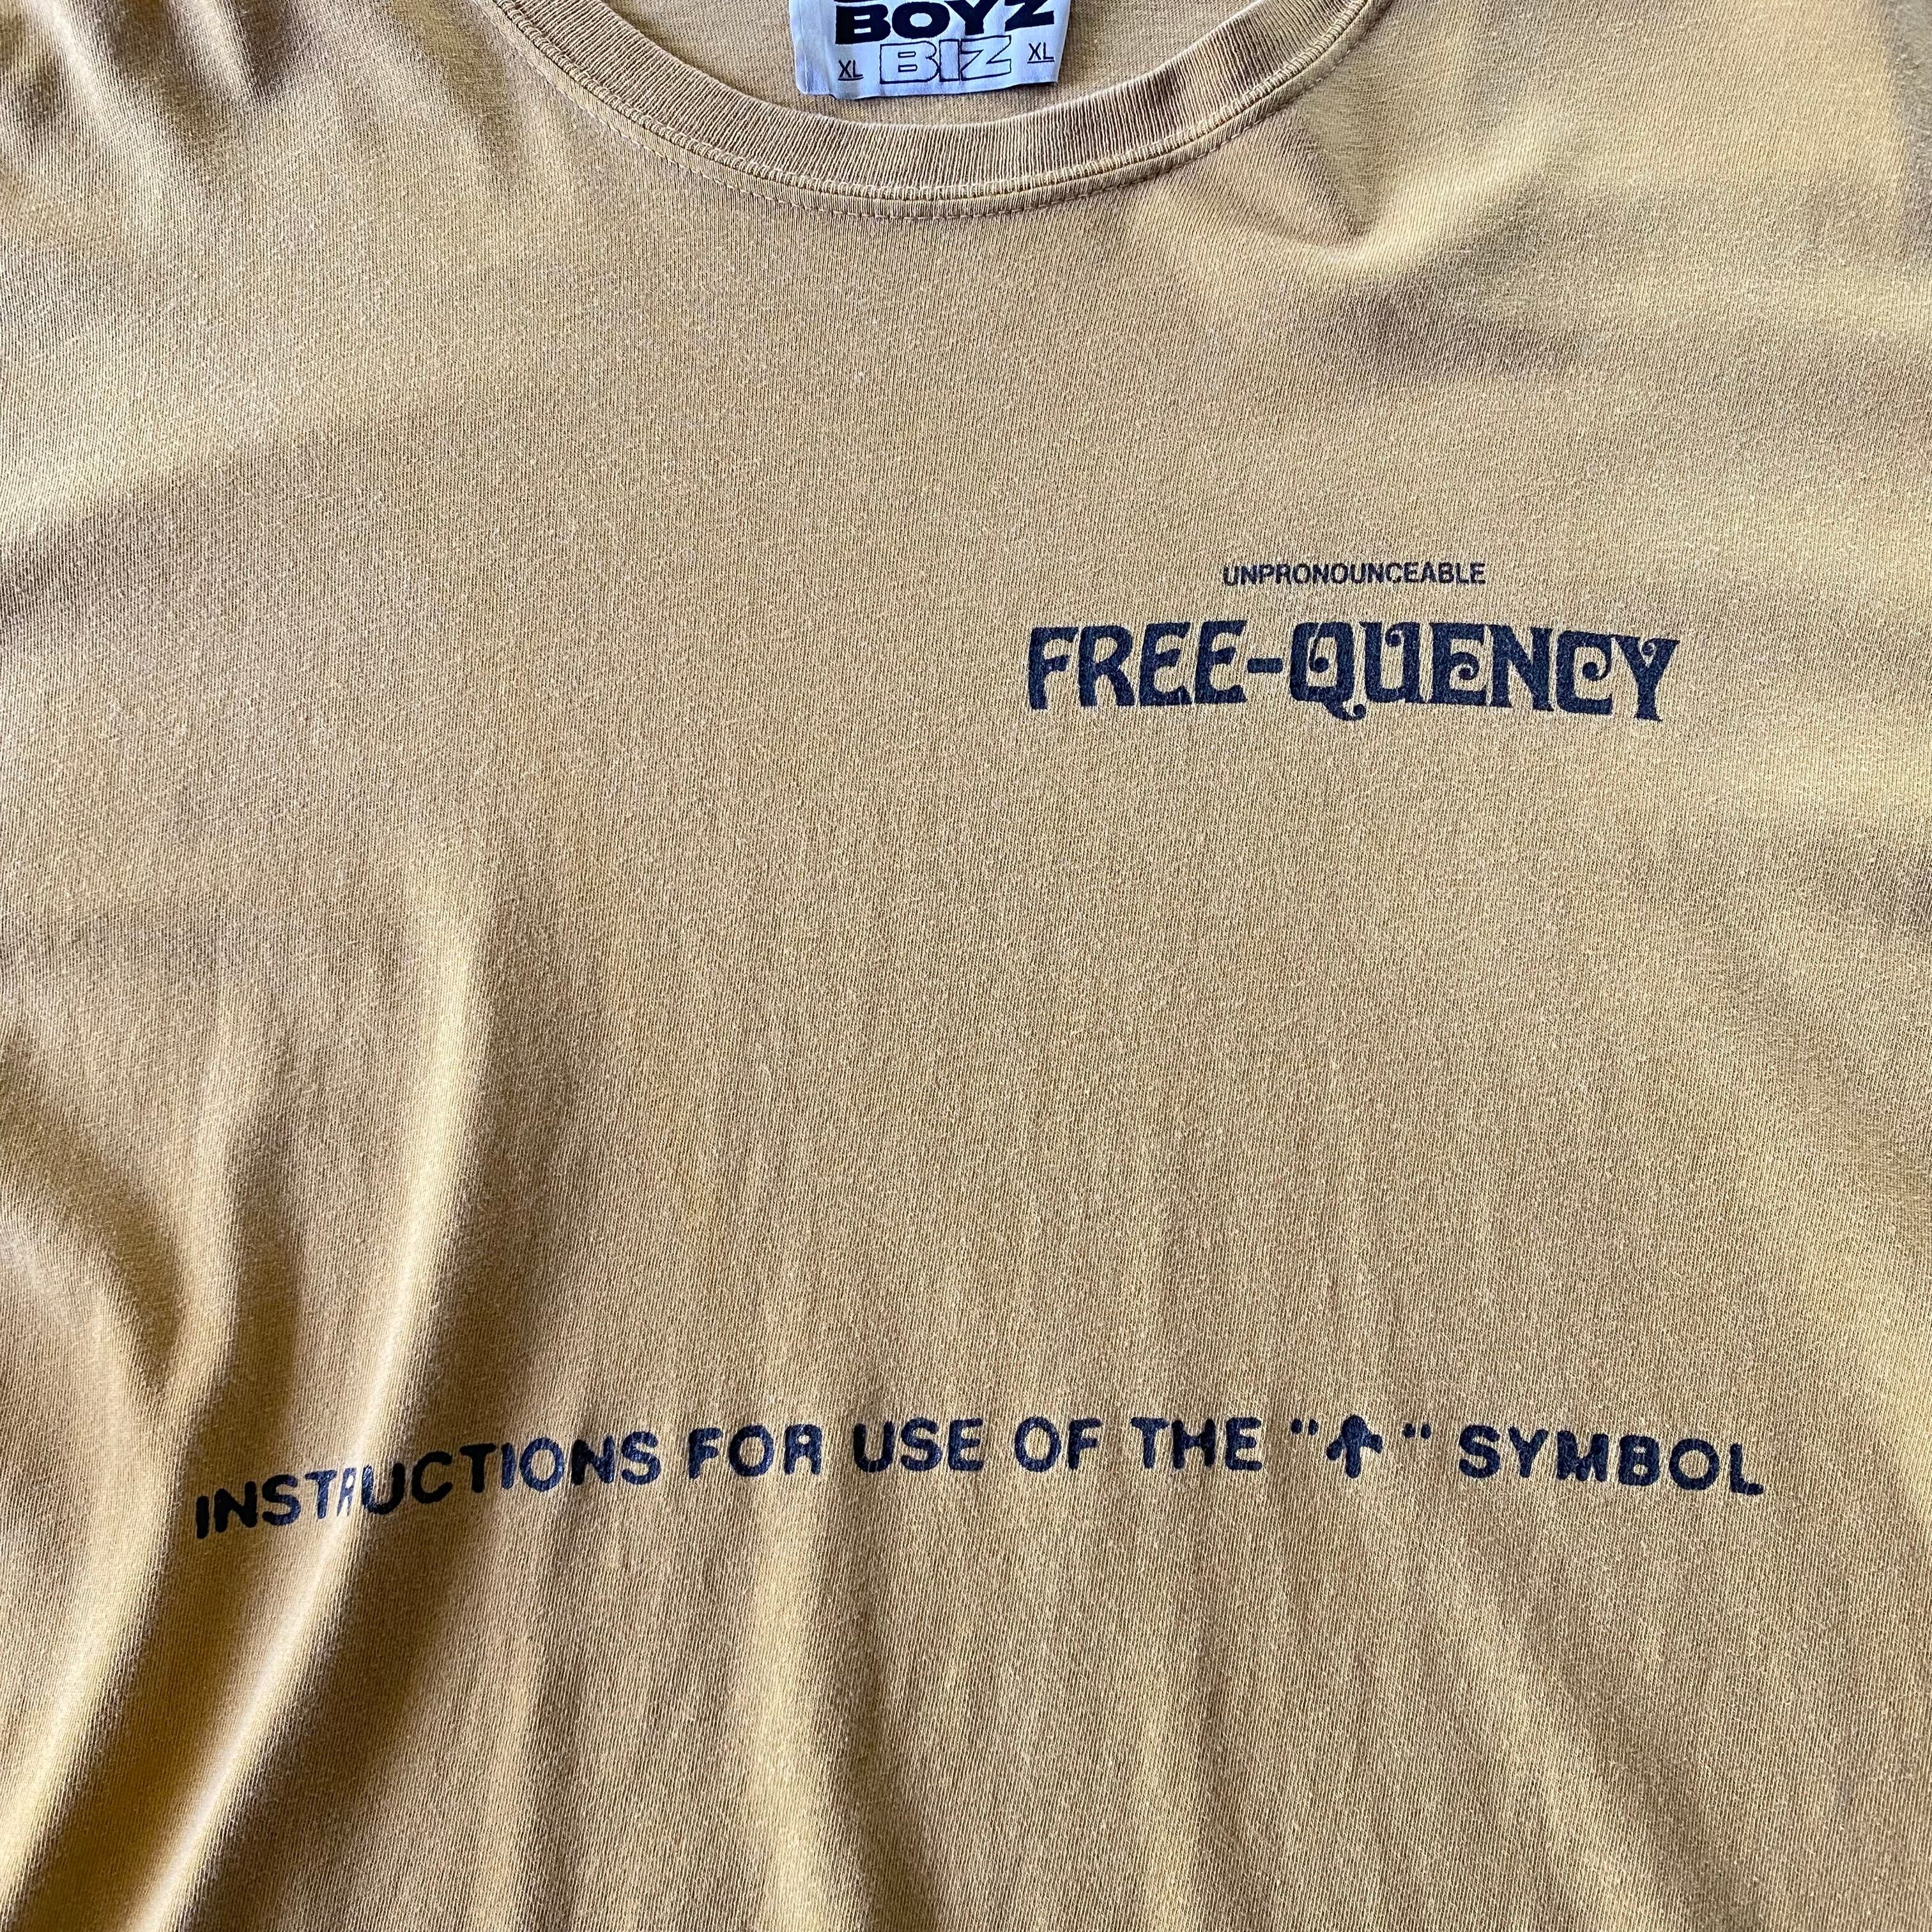 BOYZ
XL BIZ XL
UNPRONOUNCEABLE
FREE-QUENCY
INSTRUCTIONS FOR USE OF THE "↑" SYMBOL